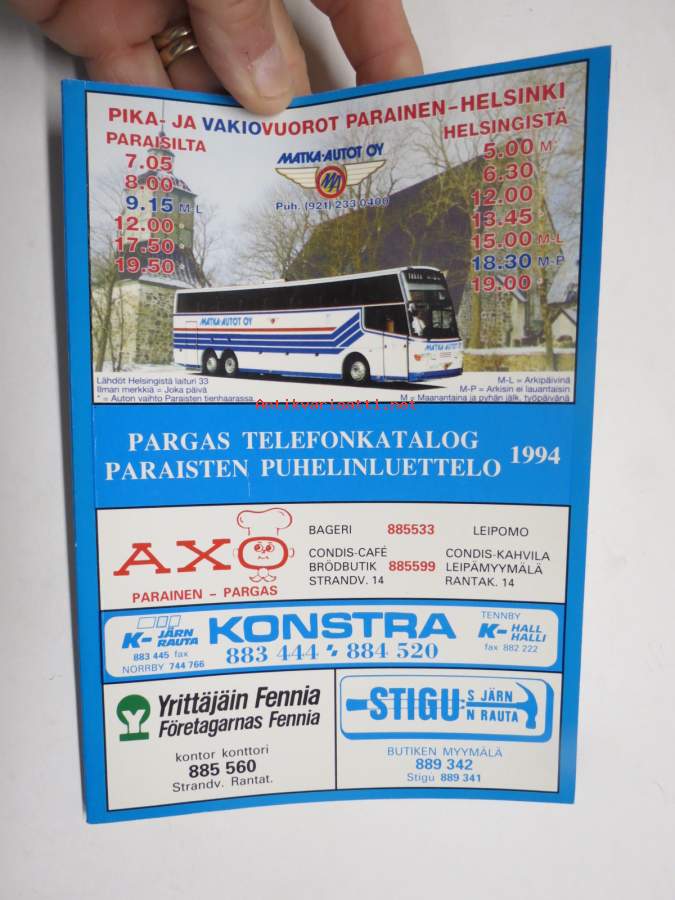 PIKA- JA VAKIOVUOROT PARAINEN-HELSINKI
PARAISILTA
7.05
8.00
9.15 M-L
12.00
17.50
19.50
MATKA-AUTOT OY
MA
Puh. (921) 233 0400
HELSINGISTÄ
5.00 M*
6.30
12.00
13.45 *
15.00 M-L
18.30 M-P
19.00 *
MATKA-AUTOT OY
MATKA-AUTOT OY
Lähdöt Helsingistä laituri 33
Ilman merkkiä = Joka päivä
* = Auton vaihto Paraisten tienhaarassa
M-L = Arkipäivinä
M-P = Arkisin ei lauantaisin
M = Maanantaina ja pyhän jälk. työpäivänä
Antikvariaatti.net
PARGAS TELEFONKATALOG
PARAISTEN PUHELINLUETTELO 1994
AXO
PARAINEN - PARGAS
BAGERI 885533 LEIPOMO
CONDIS-CAFÉ CONDIS-KAHVILA
BRÖDBUTIK 885599 LEIPÄMYYMÄLÄ
STRANDV. 14 RANTAK. 14
K- JÄRN RAUTA
883 445 fax
NORRBY 744 766
KONSTRA
883 444 884 520
TENNBY
K- HALL HALLI
fax 882 222
Yrittäjäin Fennia
Företagarnas Fennia
kontor konttori
885 560
Strandv. Rantat.
STIGU S JÄRN
N RAUTA
BUTIKEN MYYMÄLÄ
889 342
Stigu 889 341